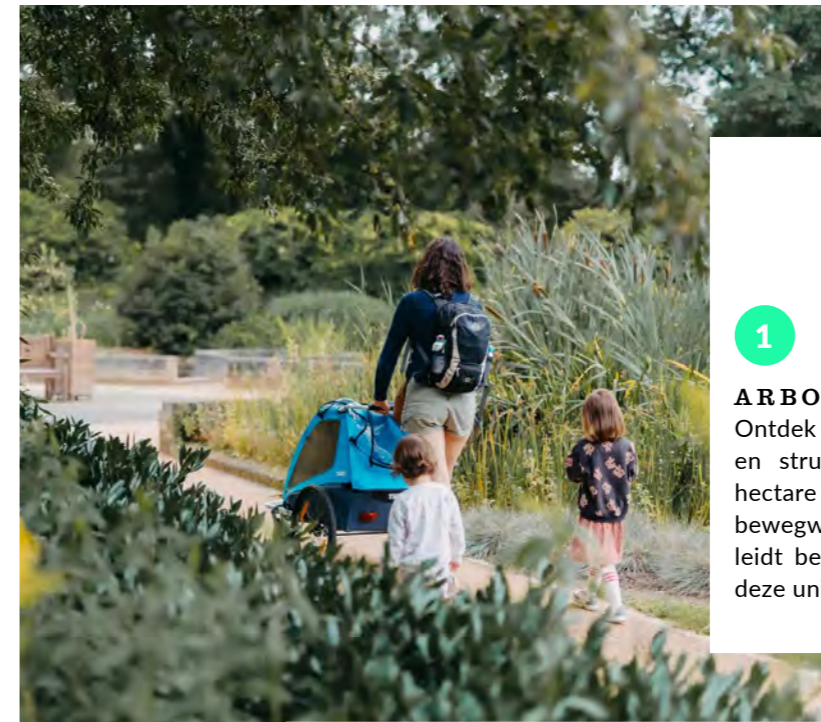 1
ARBO
Ontdek
en stru
hectare
bewegw
leidt be
deze un